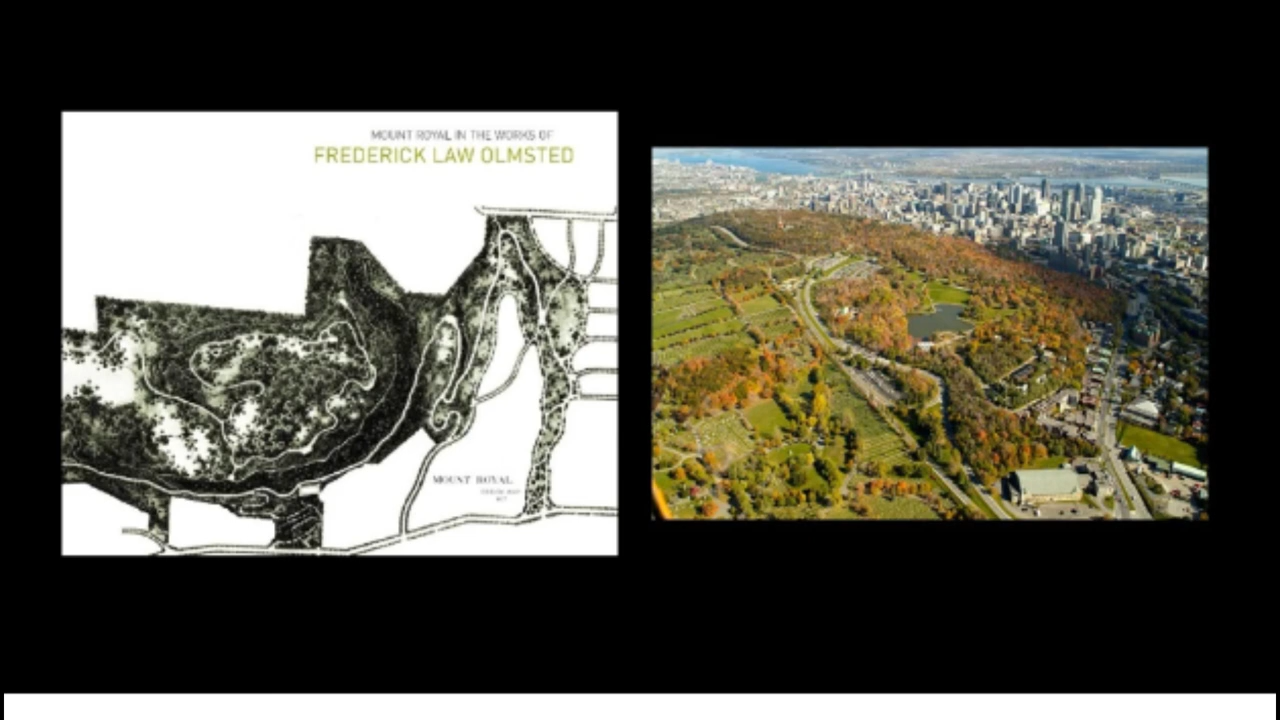 MOUNT ROYAL IN THE WORKS OF
FREDERICK LAW OLMSTED
MOUNT ROYAL